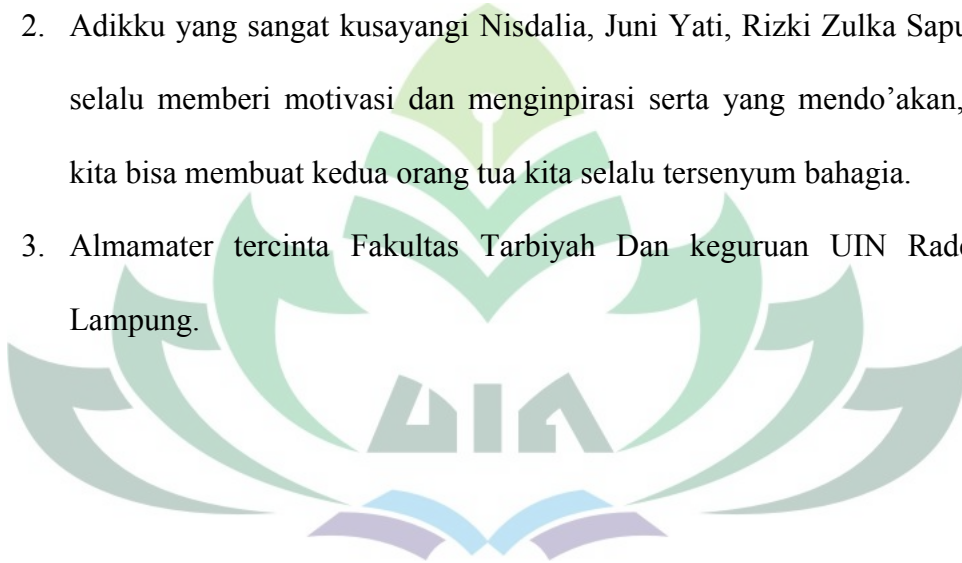 2. Adikku yang sangat kusayangi Nisdalia, Juni Yati, Rizki Zulka
selalu memberi motivasi dan menginpirasi serta yang mendo’akan,
kita bisa membuat kedua orang tua kita selalu tersenyum bahagia.
3. Almamater tercinta Fakultas Tarbiyah Dan keguruan UIN
Lampung.
UIN